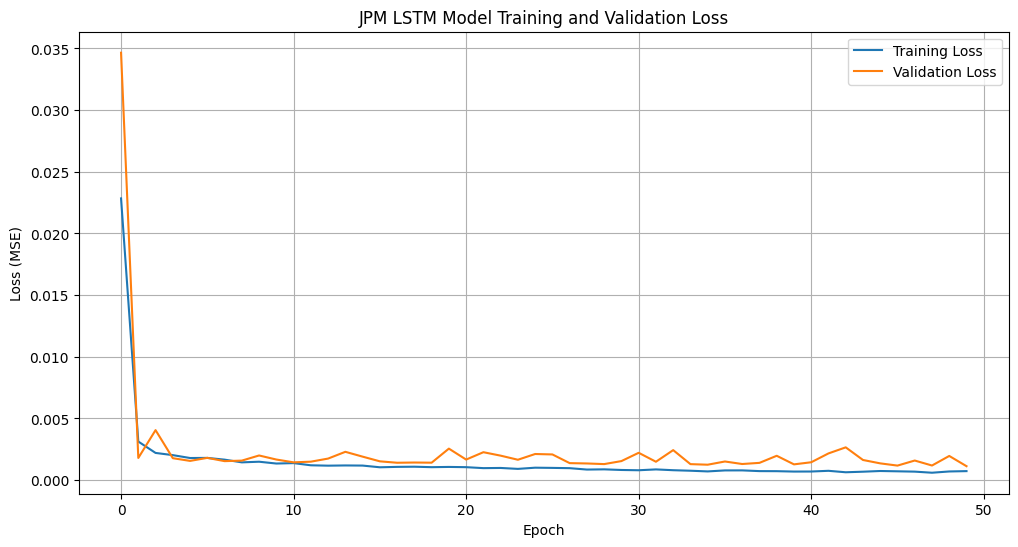 JPM LSTM Model Training and Validation Loss
Training Loss
Validation Loss
Loss (MSE)
0.035
0.030
0.025
0.020
0.015
0.010
0.005
0.000
0 10 20 30 40 50
Epoch